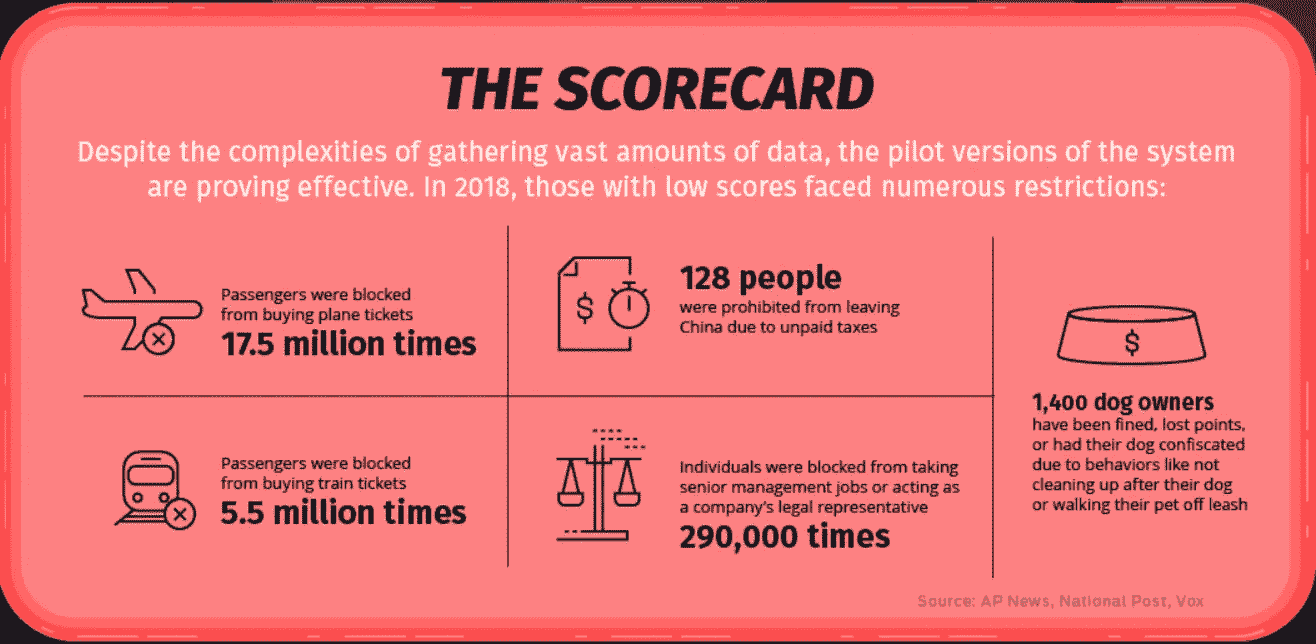 THE SCORECARD
Despite the complexities of gathering vast amounts of data, the pilot versions of the system
are proving effective. In 2018, those with low scores faced numerous restrictions:
Passengers were blocked
from buying plane tickets
17.5 million times
$
128 people
were prohibited from leaving
China due to unpaid taxes
Passengers were blocked
from buying train tickets
5.5 million times
Individuals were blocked from taking
senior management jobs or acting as
a company's legal representative
290,000 times
$
1,400 dog owners
have been fined, lost points,
or had their dog confiscated
due to behaviors like not
cleaning up after their dog
or walking their pet off leash
Source: AP News, National Post, Vox